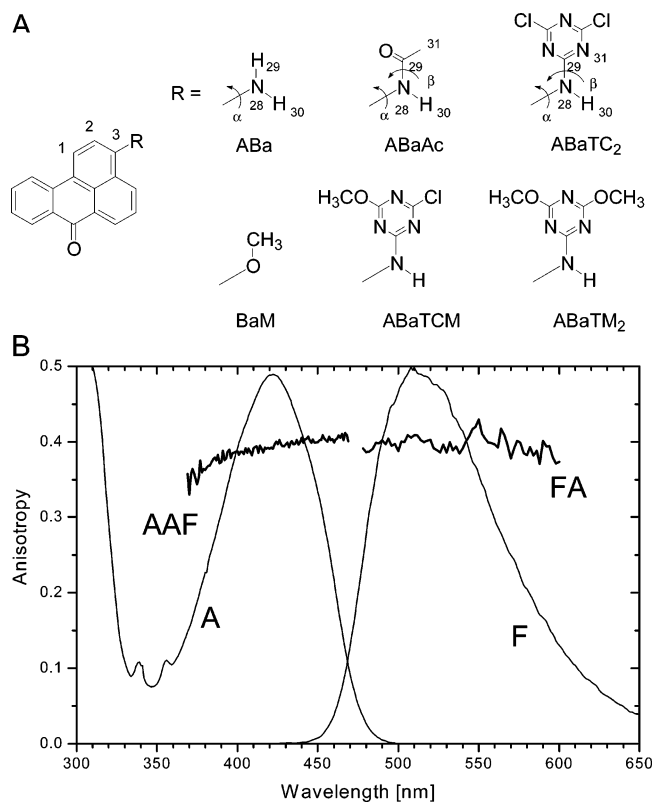 A
R =
H
29
N
28
H
30
α
ABa
O
31
29
N
β
28
H
30
α
ABaAc
Cl N Cl
N N 31
29
N
β
28
H
30
α
ABaTC2
1 2 3 R
O
CH3
O
BaM
H3CO N Cl
N N
N
H
ABaTCM
H3CO N OCH3
N N
N
H
ABaTM2
B
0.5
0.4
0.3
0.2
0.1
0.0
Anisotropy
AAF
FA
A
F
300 350 400 450 500 550 600 650
Wavelength [nm]